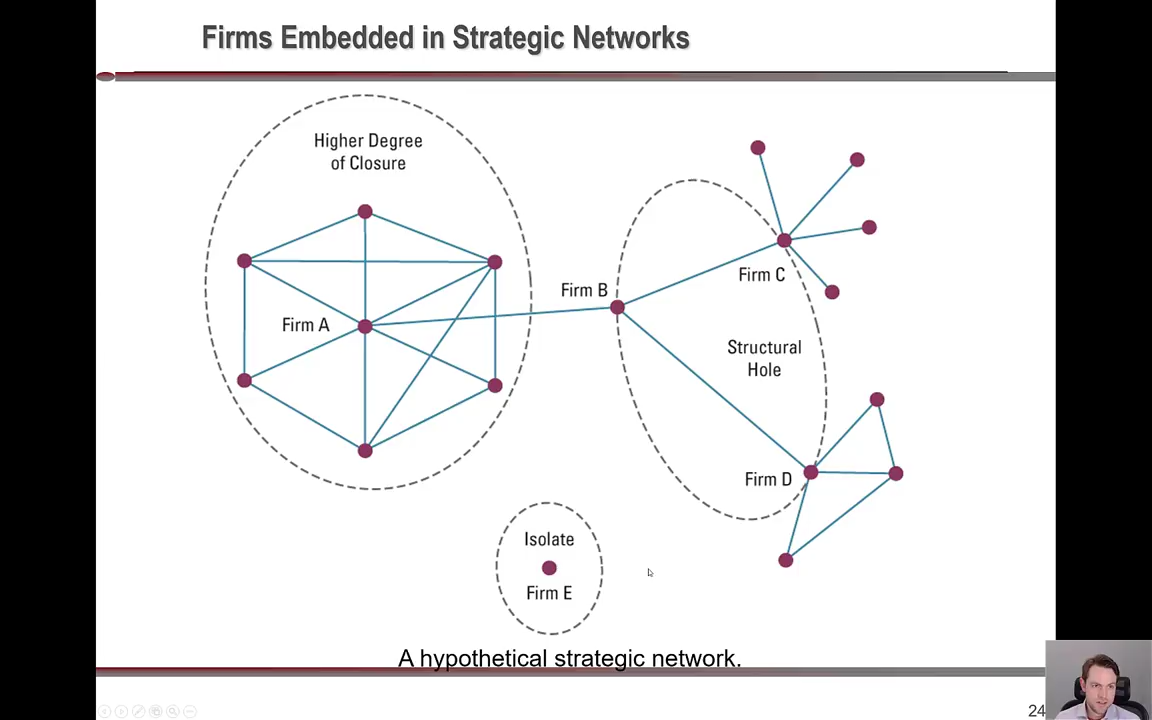 Firms Embedded in Strategic Networks
Higher Degree
of Closure
Firm A
Firm B
Firm C
Structural
Hole
Firm D
Isolate
Firm E
A hypothetical strategic network.
24